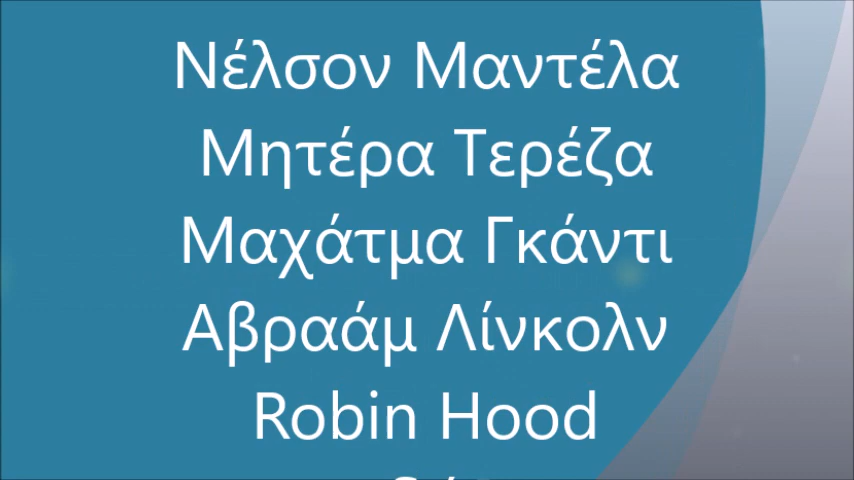 Νέλσον Μαντέλα
Μητέρα Τερέζα
Μαχάτμα Γκάντι
Αβραάμ Λίνκολν
Robin Hood